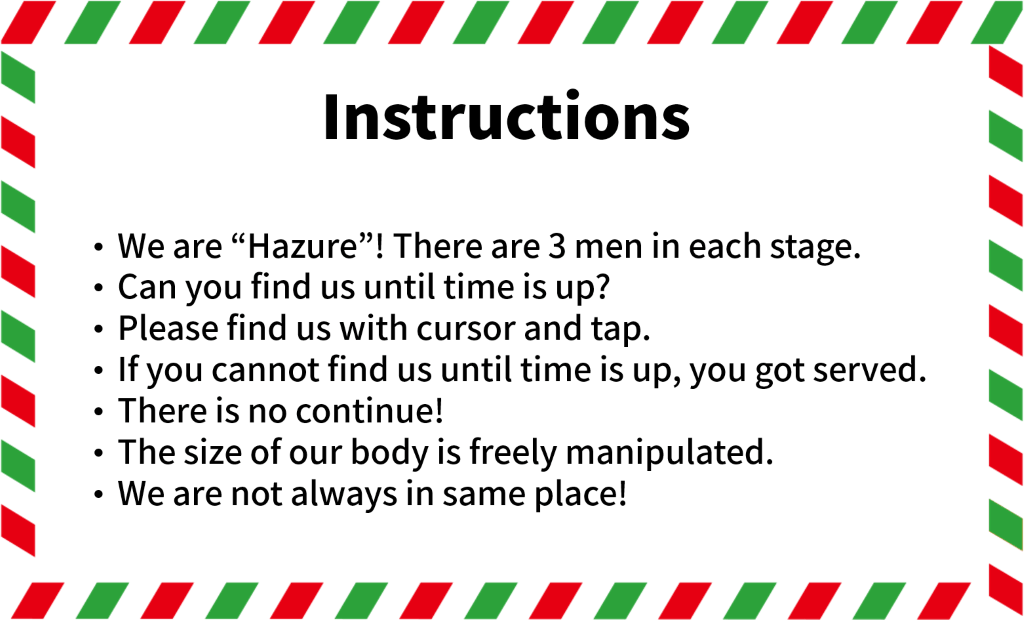 Instructions
• We are “Hazure”! There are 3 men in each stage.
• Can you find us until time is up?
• Please find us with cursor and tap.
• If you cannot find us until time is up, you got served.
• There is no continue!
• The size of our body is freely manipulated.
• We are not always in same place!